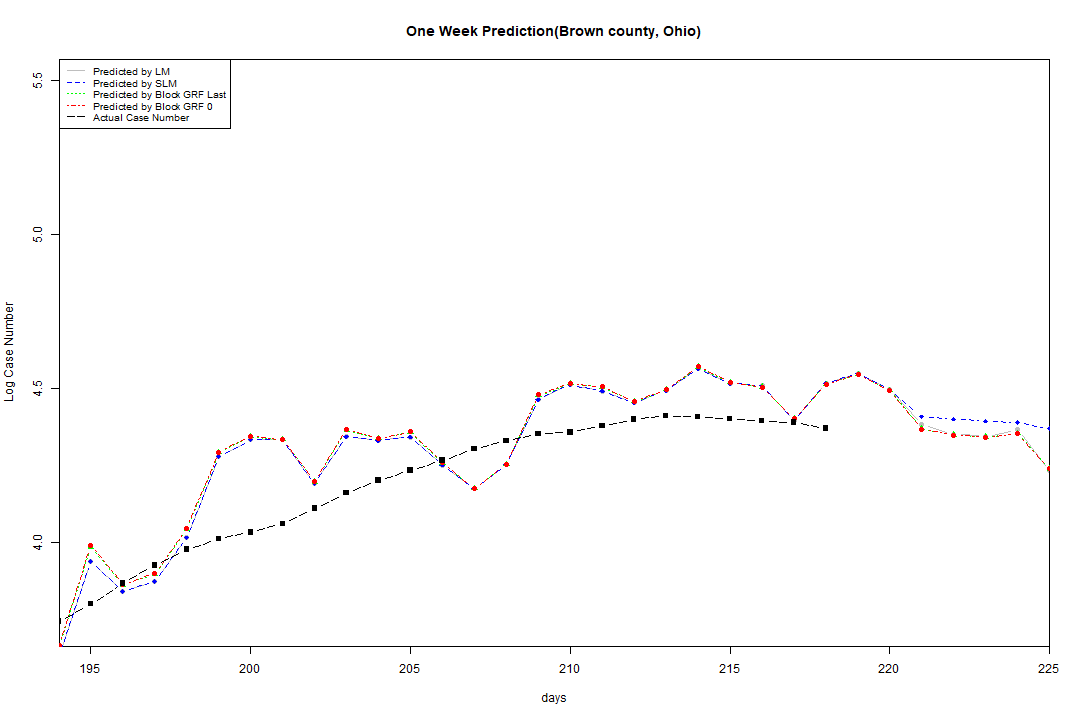 One Week Prediction(Brown county, Ohio)
Predicted by LM
Predicted by SLM
Predicted by Block GRF Last
Predicted by Block GRF 0
Actual Case Number
5.5
5.0
4.5
4.0
Log Case Number
195 200 205 210 215 220 225
days